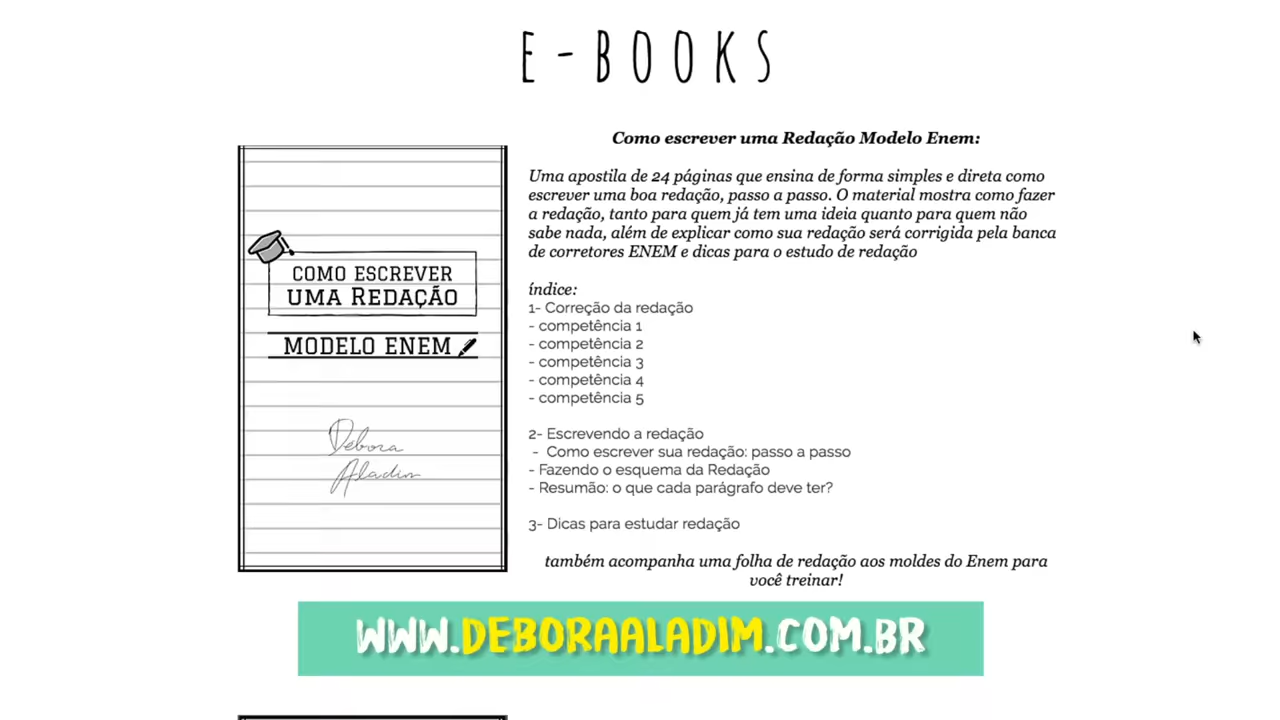 E-BOOKS
COMO ESCREVER
UMA REDAÇÃO
MODELO ENEM
Débora
Aladim
Como escrever uma Redação Modelo Enem:
Uma apostila de 24 páginas que ensina de forma simples e direta como
escrever uma boa redação, passo a passo. O material mostra como fazer
a redação, tanto para quem já tem uma ideia quanto para quem não
sabe nada, além de explicar como sua redação será corrigida pela banca
de corretores ENEM e dicas para o estudo de redação
índice:
1- Correção da redação
- competência 1
- competência 2
- competência 3
- competência 4
- competência 5
2- Escrevendo a redação
- Como escrever sua redação: passo a passo
- Fazendo o esquema da Redação
- Resumão: o que cada parágrafo deve ter?
3- Dicas para estudar redação
também acompanha uma folha de redação aos moldes do Enem para
você treinar!
WWW.DEBORAALADIM.COM.BR